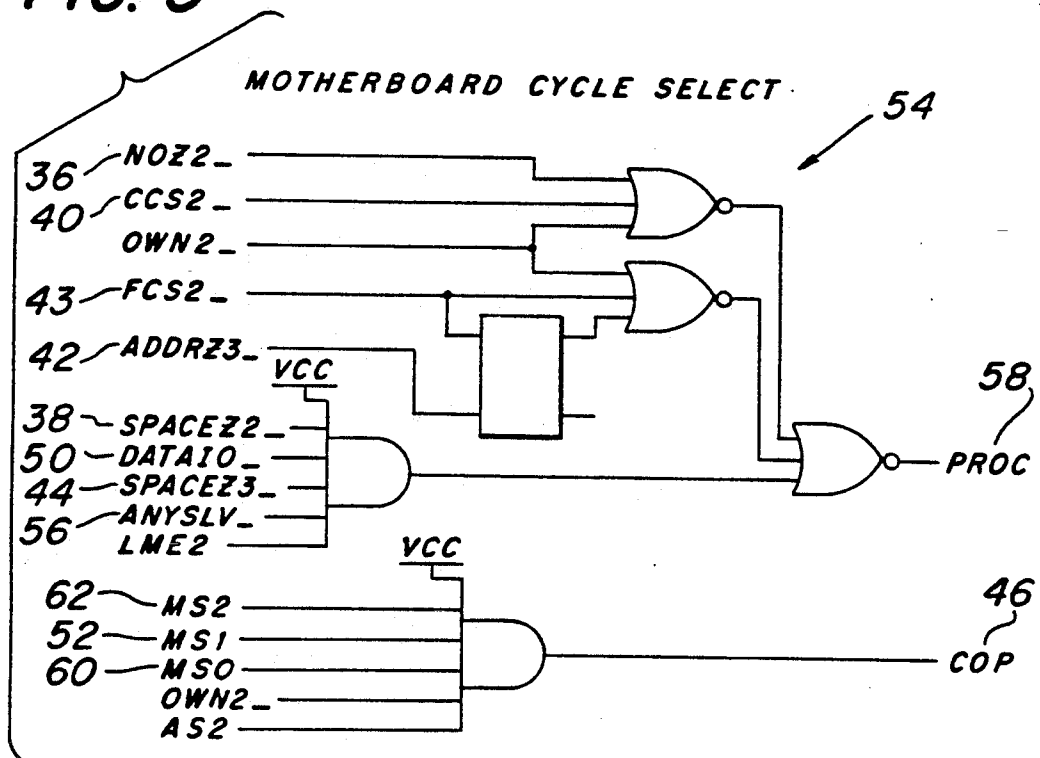 MOTHERBOARD CYCLE SELECT
54
36 NOZ2_
40 CCS2_
OWN2_
43 FCS2_
42 ADDRZ3_
VCC
38 SPACEZ2_
50 DATAIO_
44 SPACEZ3_
56 ANYSLV_
LME2
58
PROC
VCC
62 MS2
52 MS1
60 MS0
OWN2_
AS2
46
COP